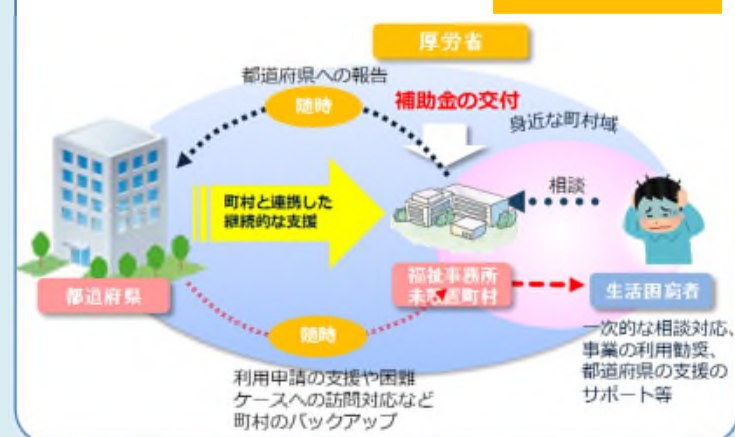 厚労省
都道府県への報告
随時
補助金の交付
身近な町村域
町村と連携した
継続的な支援
相談
都道府県
福祉事務所
未設置町村
生活困窮者
随時
一次的な相談対応、
事業の利用勧奨、
都道府県の支援の
サポート等
利用申請の支援や困難
ケースへの訪問対応など
町村のバックアップ